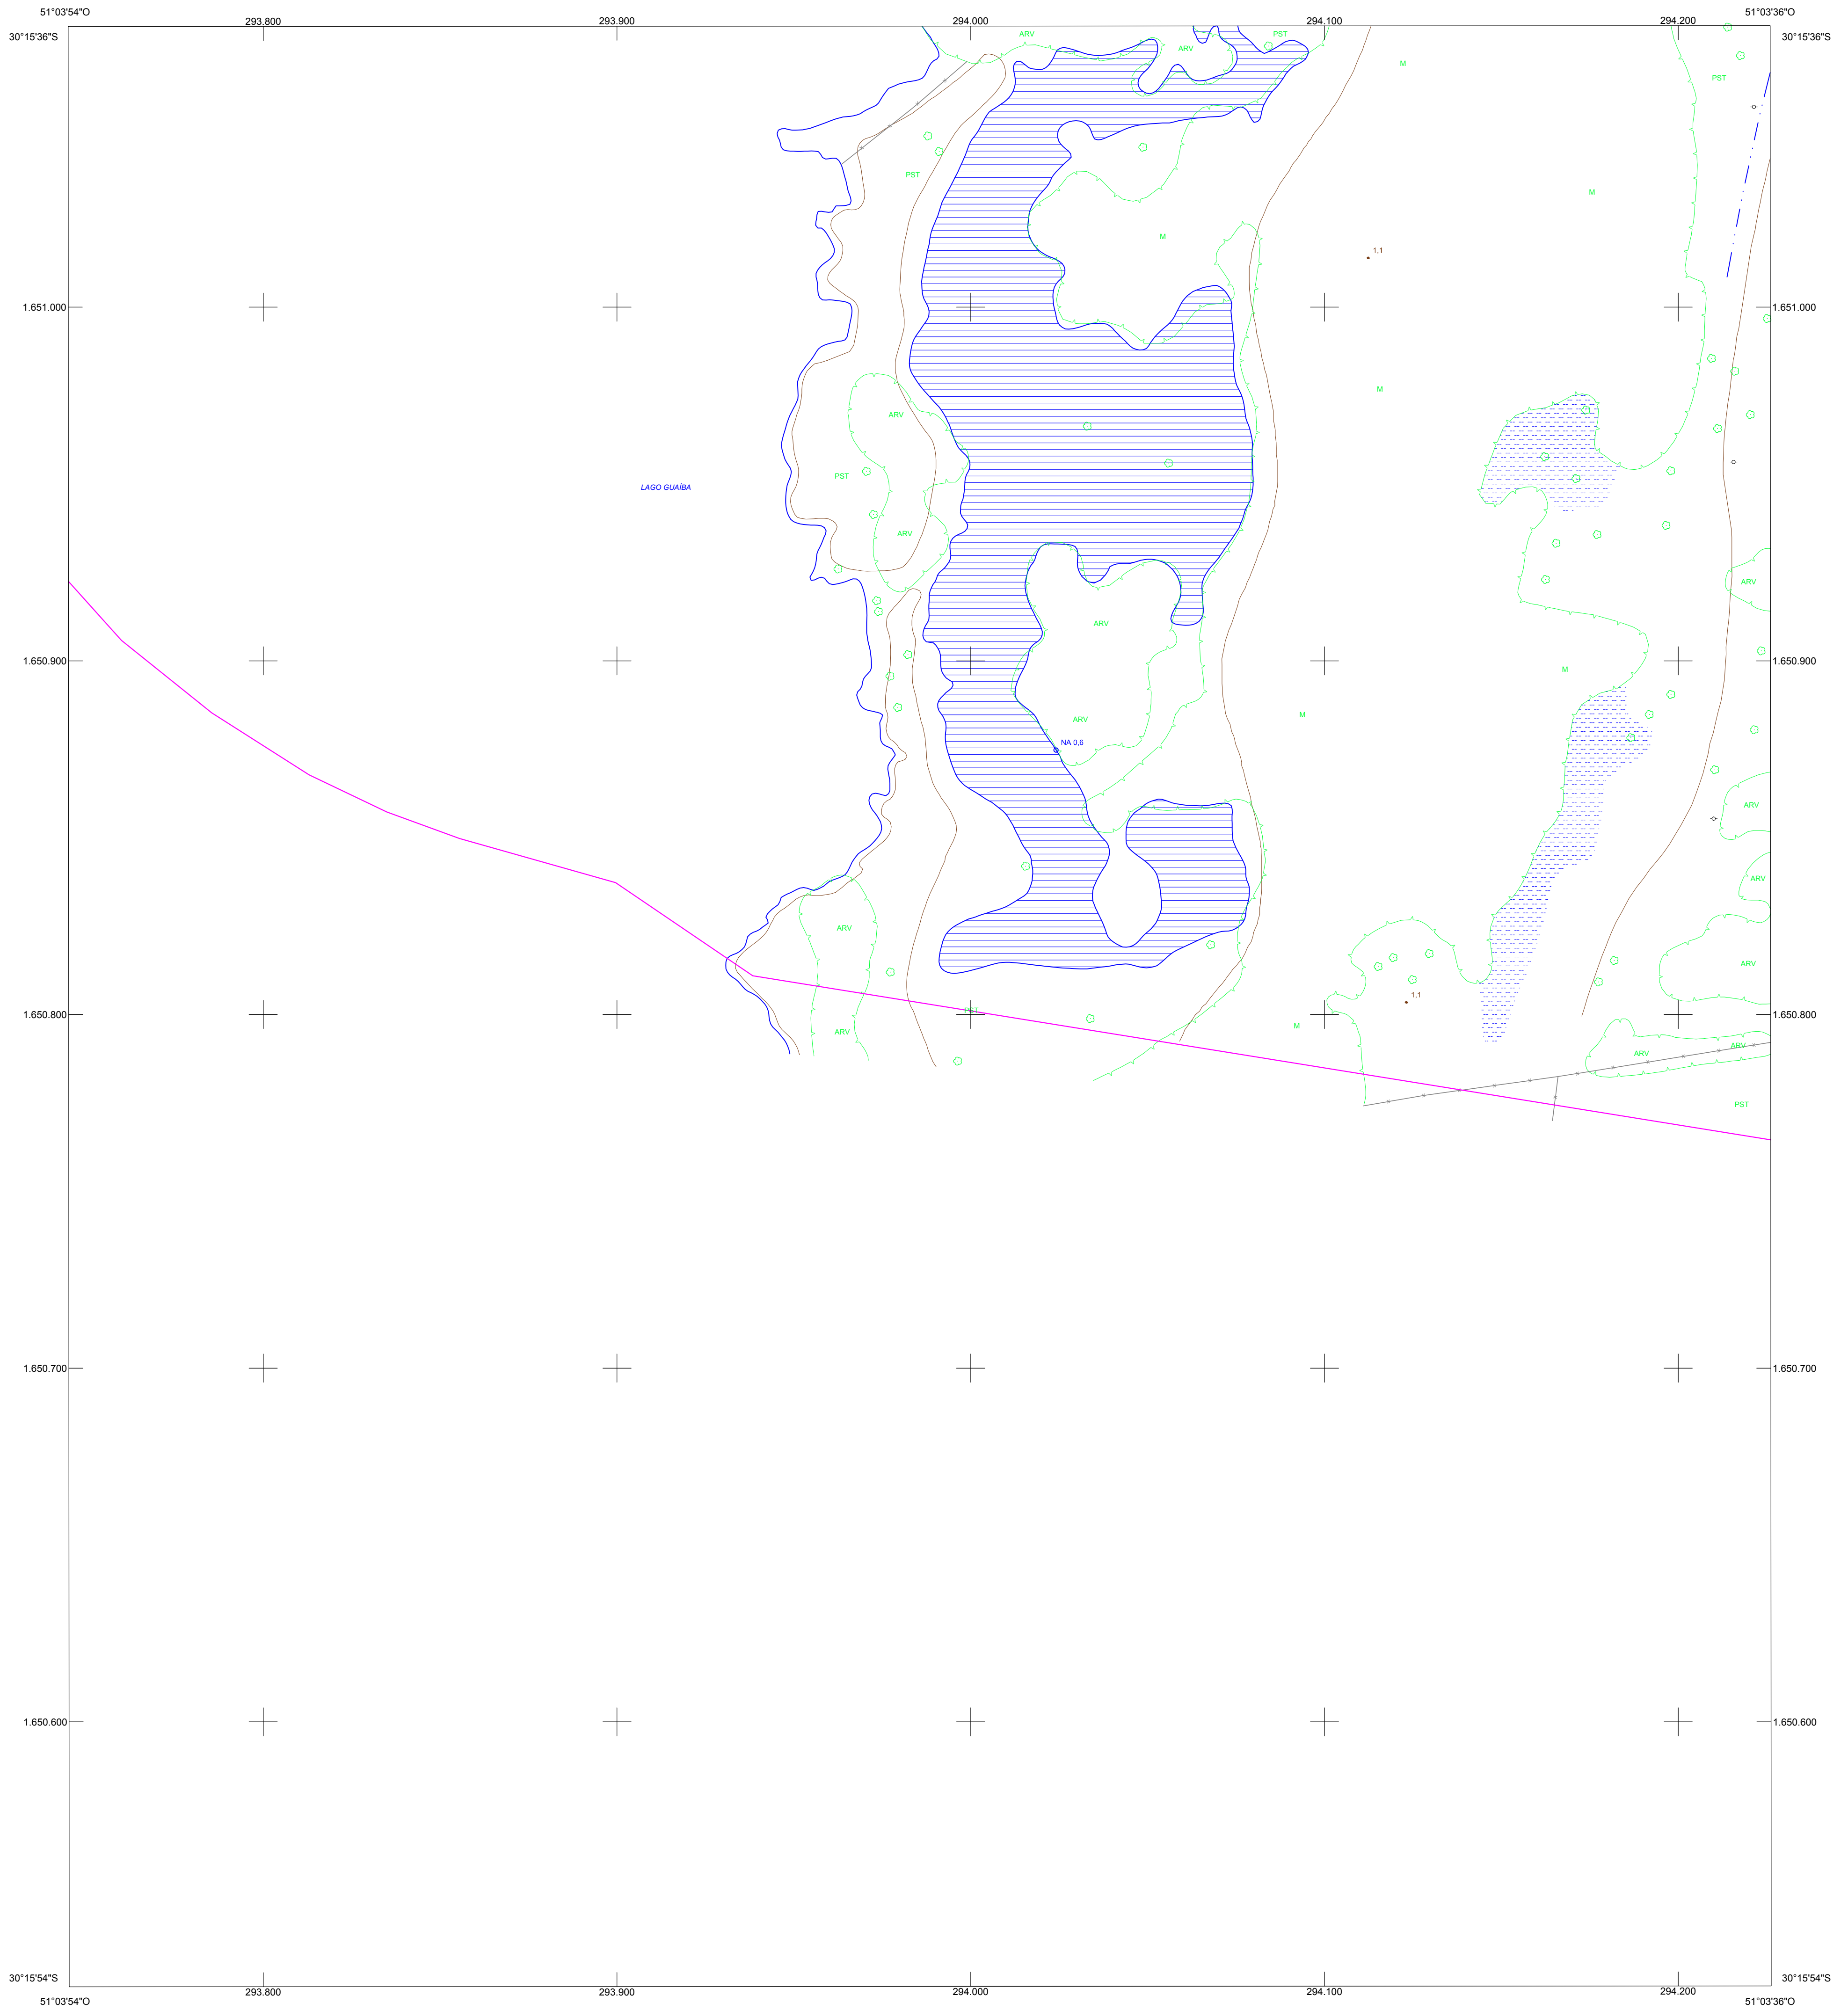 51°03'54"O
51°03'36"O
293.800
293.900
294.000
294.100
294.200
30°15'36"S
30°15'36"S
ARV
PST
ARV
M
PST
PST
M
M
1,1
1.651.000
1.651.000
M
ARV
PST
LAGO GUAÍBA
ARV
ARV
ARV
1.650.900
1.650.900
M
M
ARV
NA 0,6
ARV
ARV
ARV
ARV
1,1
PST
1.650.800
1.650.800
M
ARV
ARV
ARV
PST
1.650.700
1.650.700
1.650.600
1.650.600
30°15'54"S
30°15'54"S
293.800
293.900
294.000
294.100
294.200
51°03'54"O
51°03'36"O